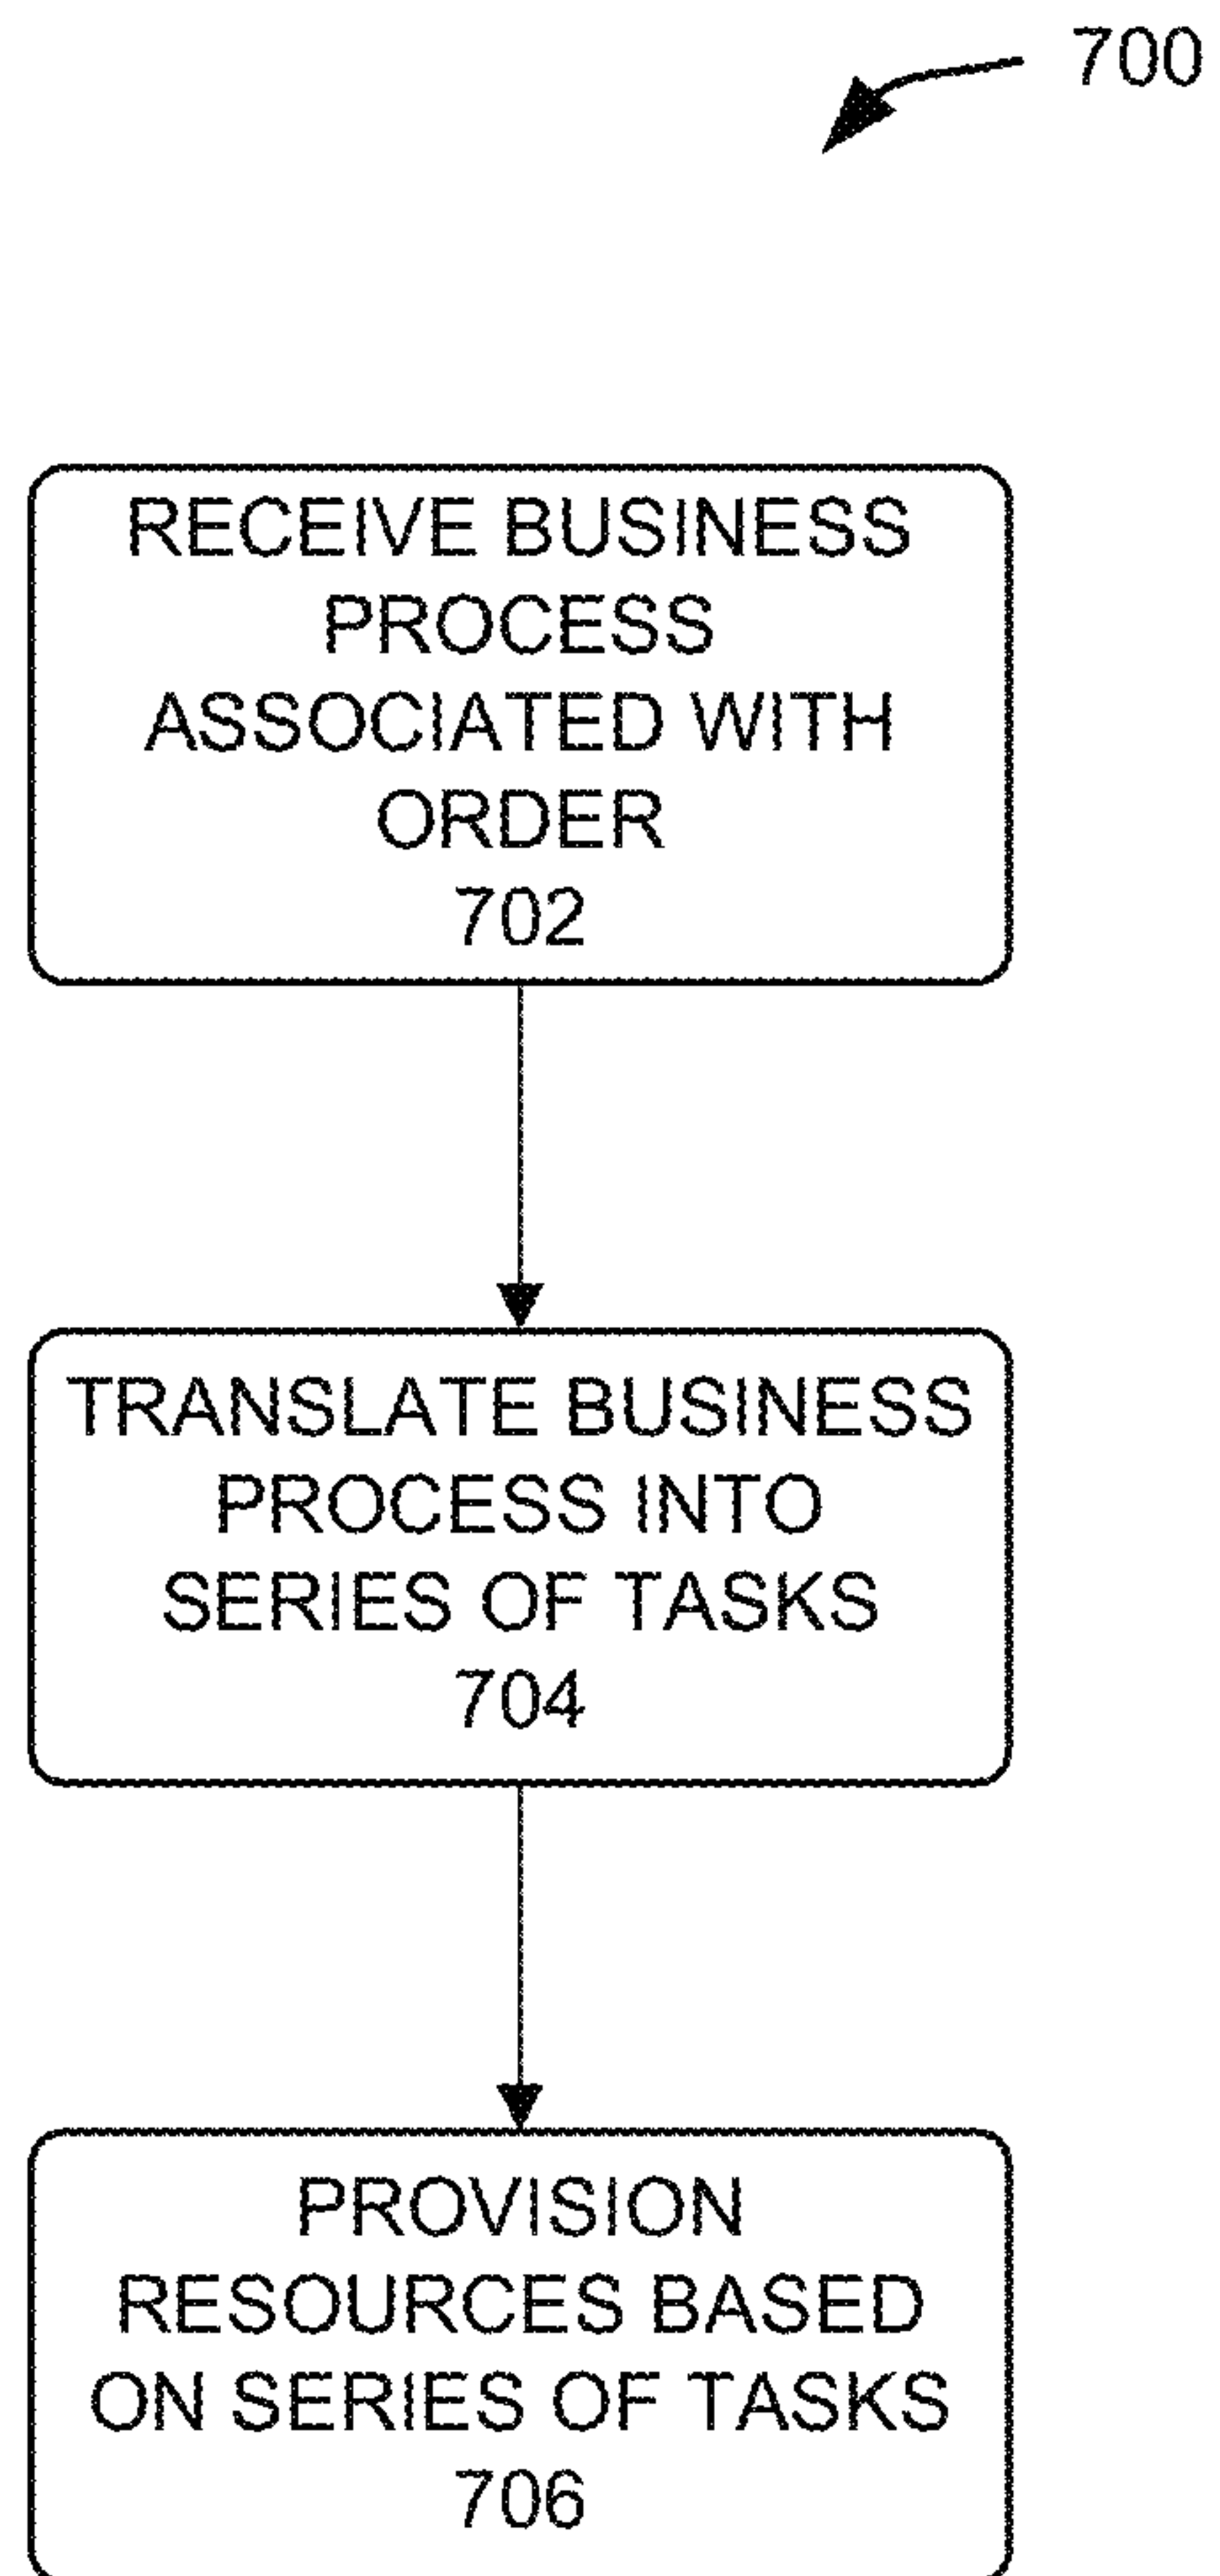 700
RECEIVE BUSINESS
PROCESS
ASSOCIATED WITH
ORDER
702
TRANSLATE BUSINESS
PROCESS INTO
SERIES OF TASKS
704
PROVISION
RESOURCES BASED
ON SERIES OF TASKS
706